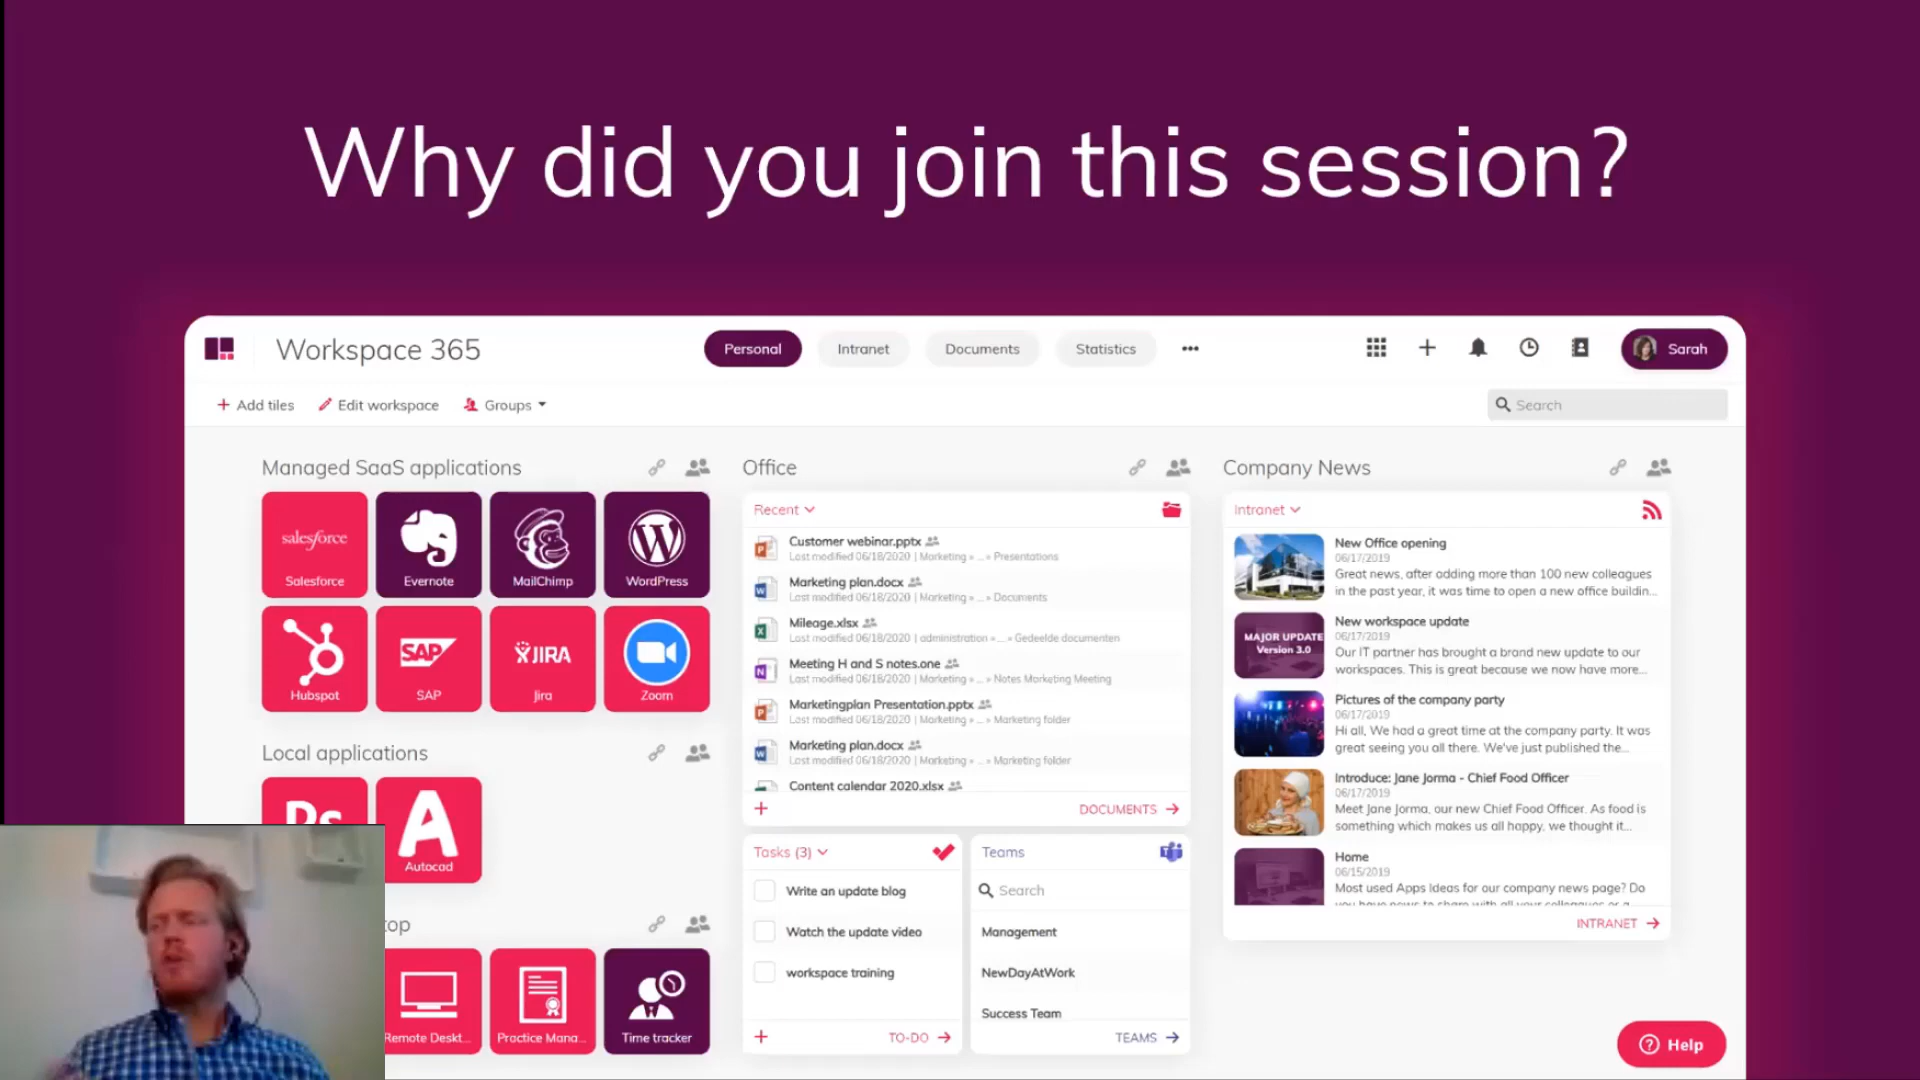 Why did you join this session?
Workspace 365
Personal
Intranet
Documents
Statistics
Sarah
Add tiles
Edit workspace
Groups
Search
Managed SaaS applications
salesforce
Salesforce
Evernote
MailChimp
WordPress
Hubspot
SAP
SAP
JIRA
Jira
Zoom
Local applications
A
Autocad
Remote Deskt...
Practice Mana...
Time tracker
Office
Recent
Customer webinar.pptx
Last modified 06/18/2020 | Marketing » ... » Presentations
Marketing plan.docx
Last modified 06/18/2020 | Marketing » ... » Documents
Mileage.xlsx
Last modified 06/18/2020 | administration » ... » Gedeelde documenten
Meeting H and S notes.one
Last modified 06/18/2020 | Marketing » ... » Notes Marketing Meeting
Marketingplan Presentation.pptx
Last modified 06/18/2020 | Marketing » ... » Marketing folder
Marketing plan.docx
Last modified 06/18/2020 | Marketing » ... » Marketing folder
Content calendar 2020.xlsx
DOCUMENTS
Tasks (3)
Write an update blog
Watch the update video
workspace training
TO-DO
Teams
Search
Management
NewDayAtWork
Success Team
TEAMS
Company News
Intranet
New Office opening
06/17/2019
Great news, after adding more than 100 new colleagues
in the past year, it was time to open a new office buildin...
MAJOR UPDATE
Version 3.0
New workspace update
06/17/2019
Our IT partner has brought a brand new update to our
workspaces. This is great because we now have more...
Pictures of the company party
06/17/2019
Hi all, We had a great time at the company party. It was
great seeing you all there. We've just published the...
Introduce: Jane Jorma - Chief Food Officer
06/17/2019
Meet Jane Jorma, our new Chief Food Officer. As food is
something which makes us all happy, we thought it...
Home
06/15/2019
Most used Apps Ideas for our company news page? Do
you have news to share with all your colleagues or a
INTRANET
Help